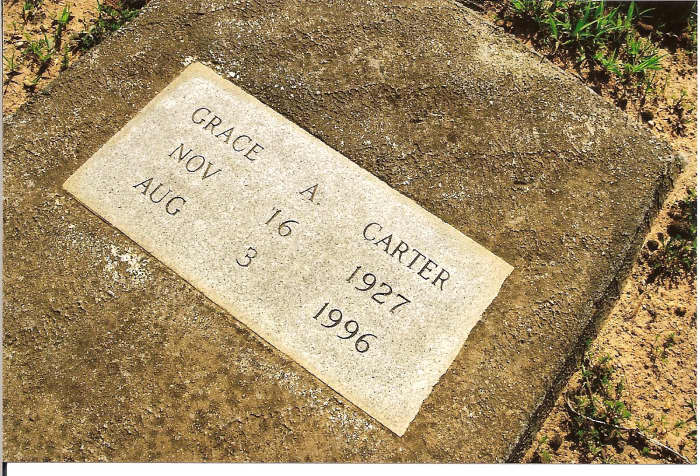 GRACE A. CARTER
NOV 16 1927
AUG 3 1996